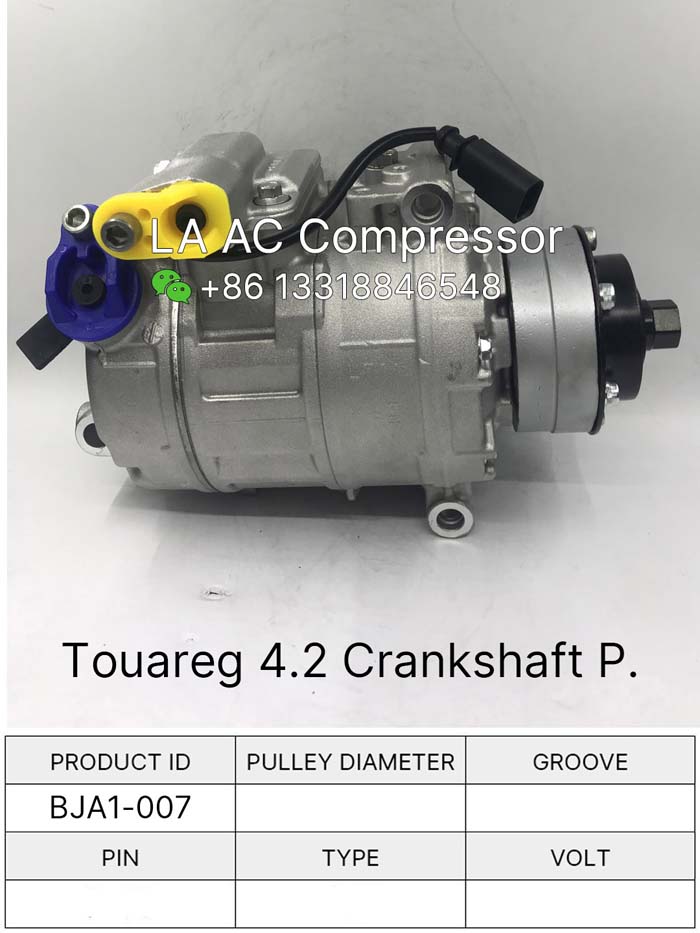 LA AC Compressor
+86 13318846548
Touareg 4.2 Crankshaft P.
PRODUCT ID PULLEY DIAMETER GROOVE
BJA1-007
PIN TYPE VOLT